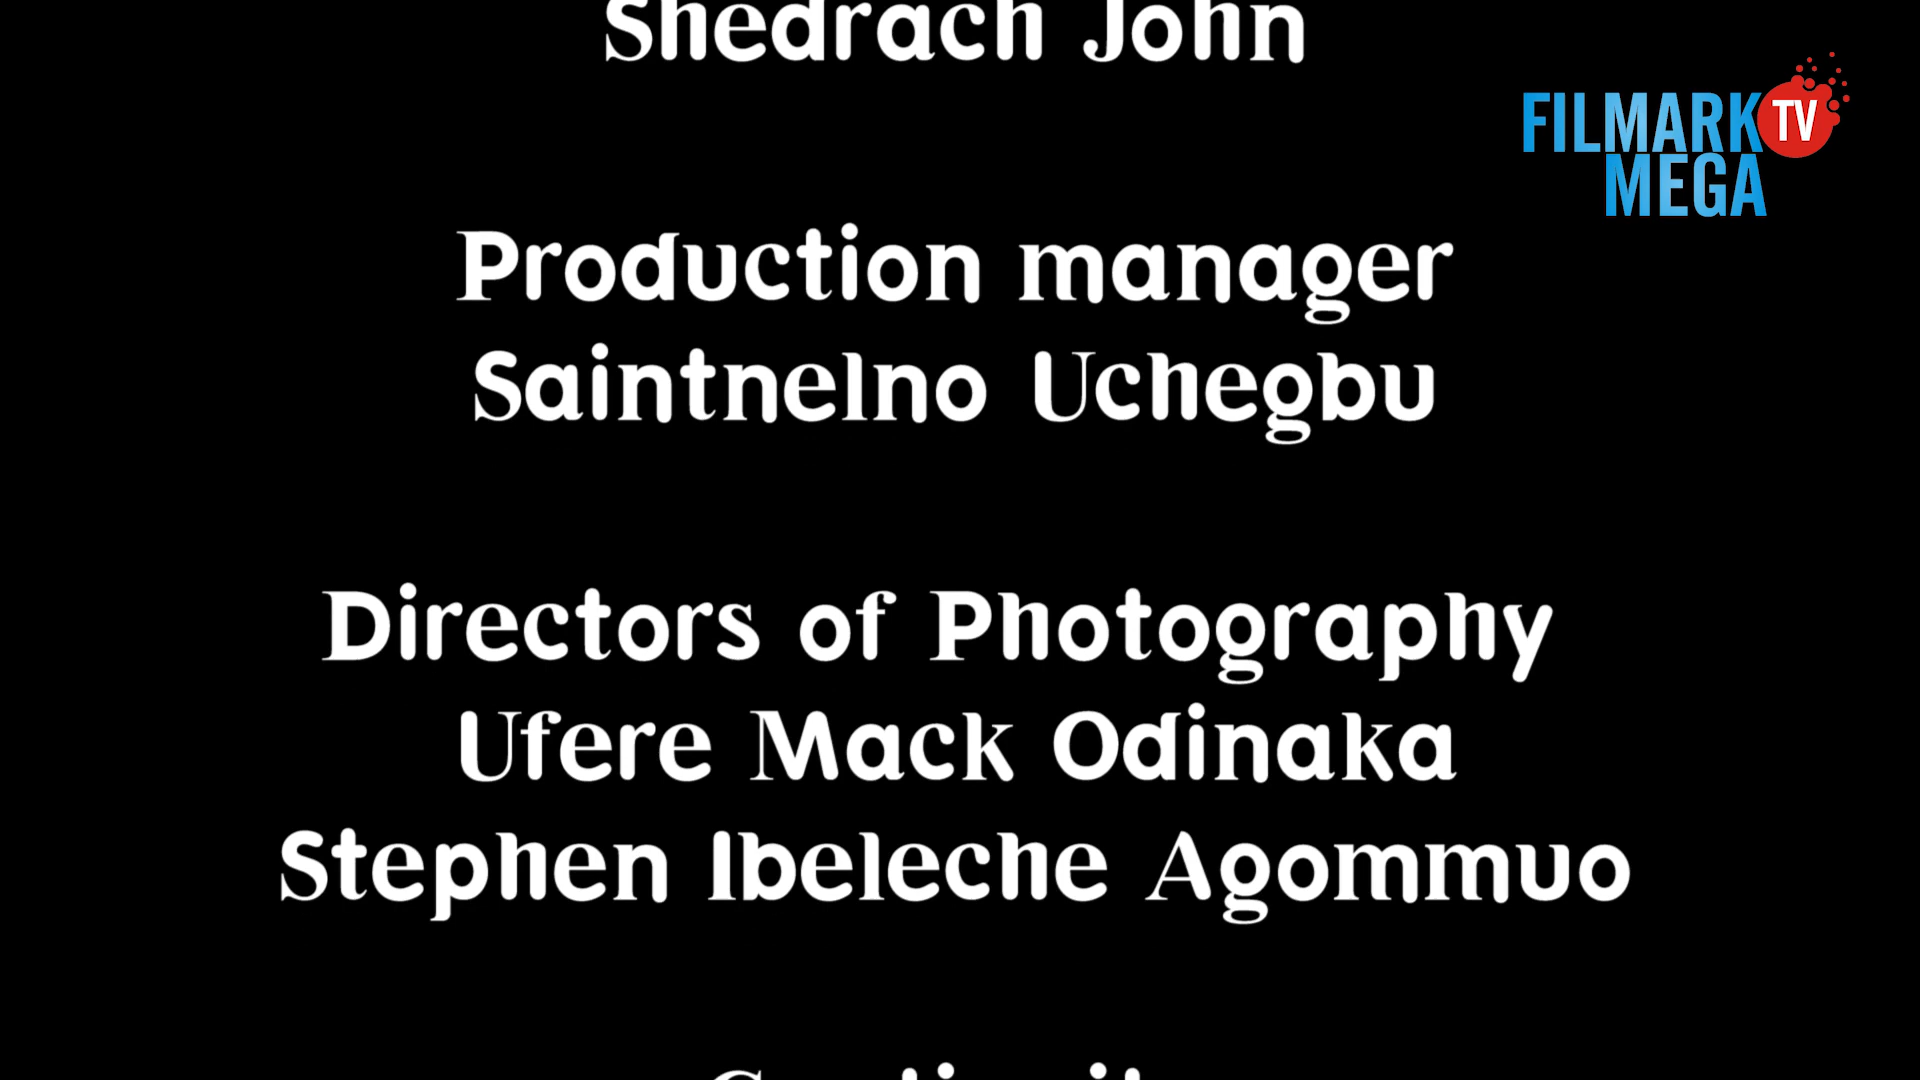 Shedrach John
FILMARK TV
MEGA
Production manager
Saintnelno Uchegbu
Directors of Photography
Ufere Mack Odinaka
Stephen Ibeleche Agommuo